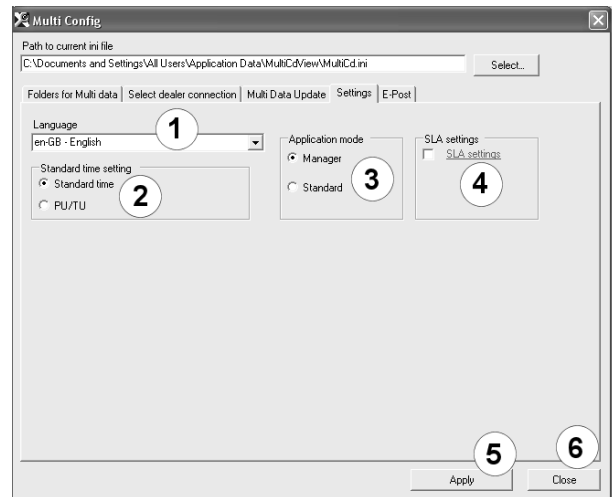 Multi Config
Path to current ini file
C:\Documents and Settings\All Users\Application Data\MultiCdView\MultiCd.ini
Select...
Folders for Multi data Select dealer connection Multi Data Update Settings E-Post
Language
1
en-GB - English
Application mode
SLA settings
Manager
SLA settings
Standard time setting
Standard time
2
3
4
Standard
PU/TU
5
6
Apply
Close